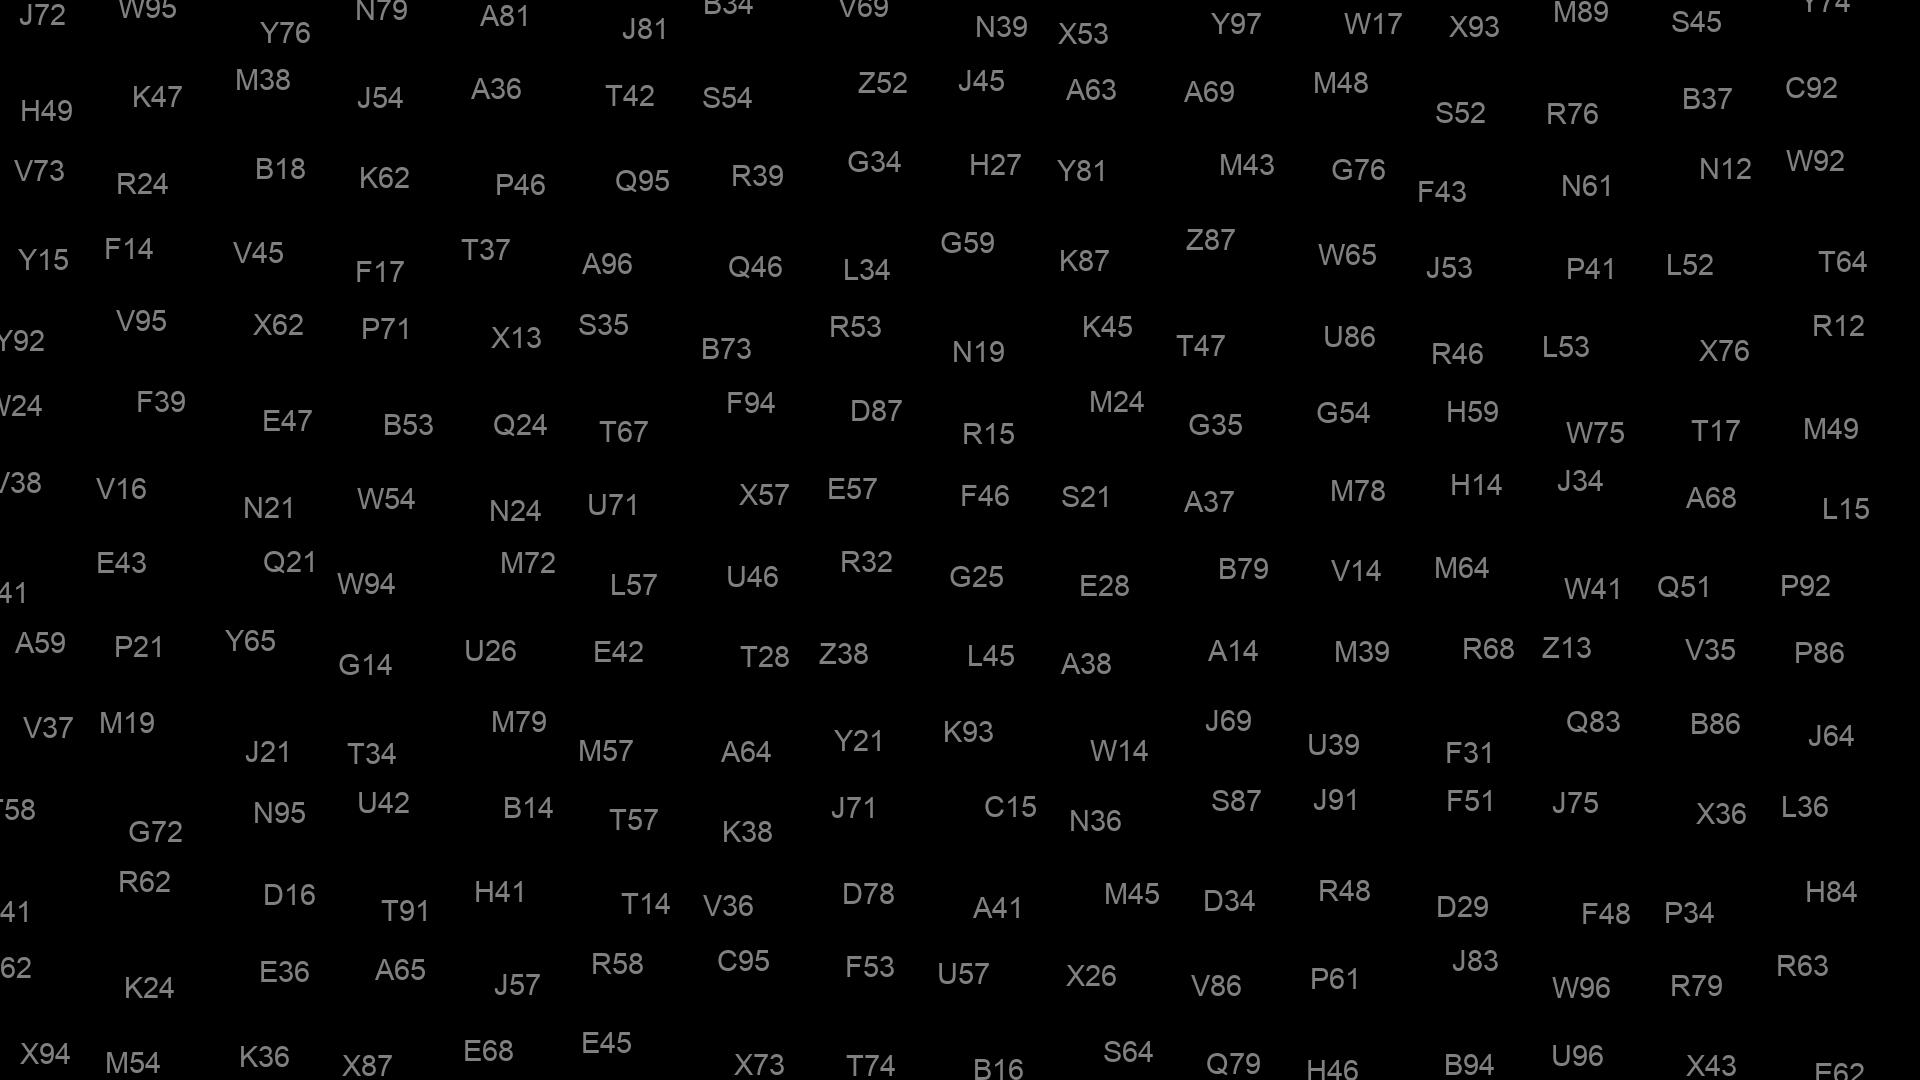 J72 W95 Y76 N79 A81 J81 B34 V69 N39 X53 Y97 W17 X93 M89 S45 Y74
H49 K47 M38 J54 A36 T42 S54 Z52 J45 A63 A69 M48 S52 R76 B37 C92
V73 R24 B18 K62 P46 Q95 R39 G34 H27 Y81 M43 G76 F43 N61 N12 W92
Y15 F14 V45 F17 T37 A96 Q46 L34 G59 K87 Z87 W65 J53 P41 L52 T64
Y92 V95 X62 P71 X13 S35 B73 R53 N19 K45 T47 U86 R46 L53 X76 R12
W24 F39 E47 B53 Q24 T67 F94 D87 R15 M24 G35 G54 H59 W75 T17 M49
V38 V16 N21 W54 N24 U71 X57 E57 F46 S21 A37 M78 H14 J34 A68 L15
41 E43 Q21 W94 M72 L57 U46 R32 G25 E28 B79 V14 M64 W41 Q51 P92
A59 P21 Y65 G14 U26 E42 T28 Z38 L45 A38 A14 M39 R68 Z13 V35 P86
V37 M19 J21 T34 M79 M57 A64 Y21 K93 W14 J69 U39 F31 Q83 B86 J64
T58 G72 N95 U42 B14 T57 K38 J71 C15 N36 S87 J91 F51 J75 X36 L36
41 R62 D16 T91 H41 T14 V36 D78 A41 M45 D34 R48 D29 F48 P34 H84
62 K24 E36 A65 J57 R58 C95 F53 U57 X26 V86 P61 J83 W96 R79 R63
X94 M54 K36 X87 E68 E45 X73 T74 B16 S64 Q79 H46 B94 U96 X43 E62